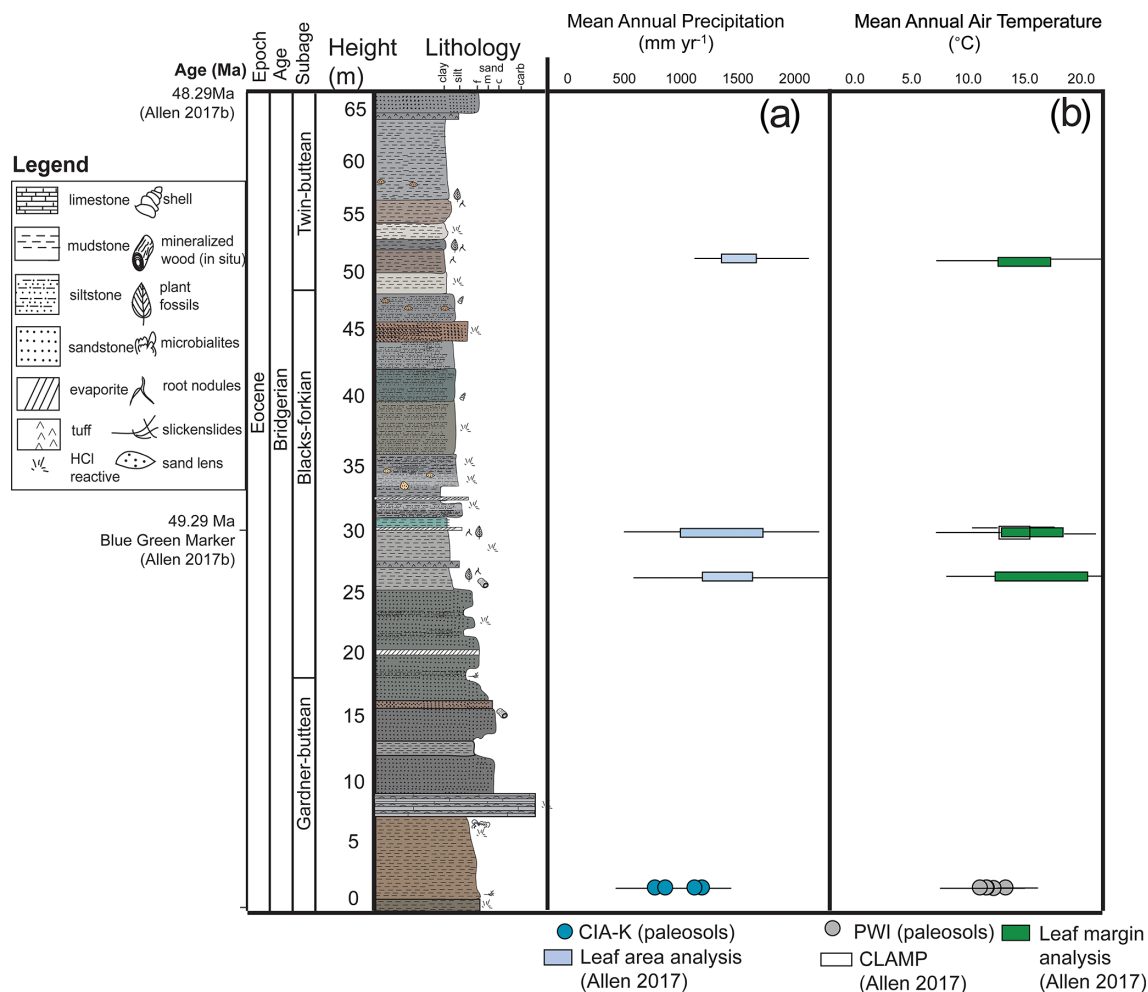 Mean Annual Precipitation
(mm yr⁻¹)
Mean Annual Air Temperature
(°C)
Age (Ma)
Epoch
Age
Subage
Height
(m)
Lithology
clay
silt
f
sand
m
c
carb
0 500 1000 1500 2000
0.0 5.0 10.0 15.0 20.0
(a)
(b)
48.29Ma
(Allen 2017b)
49.29 Ma
Blue Green Marker
(Allen 2017b)
Eocene
Bridgerian
Twin-buttean
Blacks-forkian
Gardner-buttean
65
60
55
50
45
40
35
30
25
20
15
10
5
0
Legend
limestone
shell
mudstone
mineralized
wood (in situ)
siltstone
plant
fossils
sandstone
microbialites
evaporite
root nodules
tuff
slickenslides
HCl
reactive
sand lens
CIA-K (paleosols)
Leaf area analysis
(Allen 2017)
PWI (paleosols)
CLAMP
(Allen 2017)
Leaf margin
analysis
(Allen 2017)